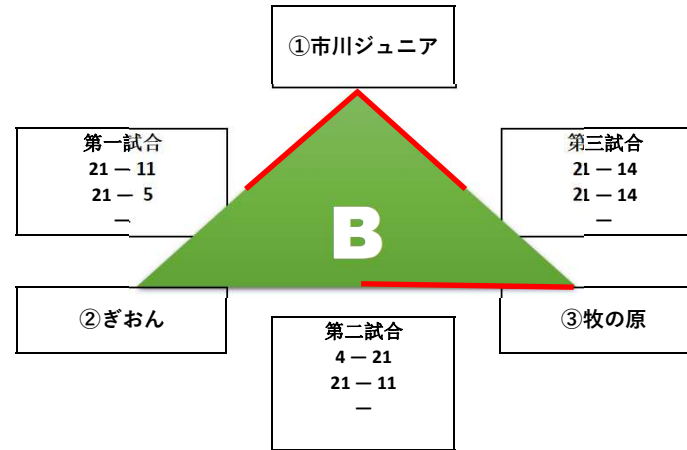 ①市川ジュニア
第一試合
21 ― 11
21 ― 5
―
第三試合
21 ― 14
21 ― 14
―
B
②ぎおん
③牧の原
第二試合
4 ― 21
21 ― 11
―